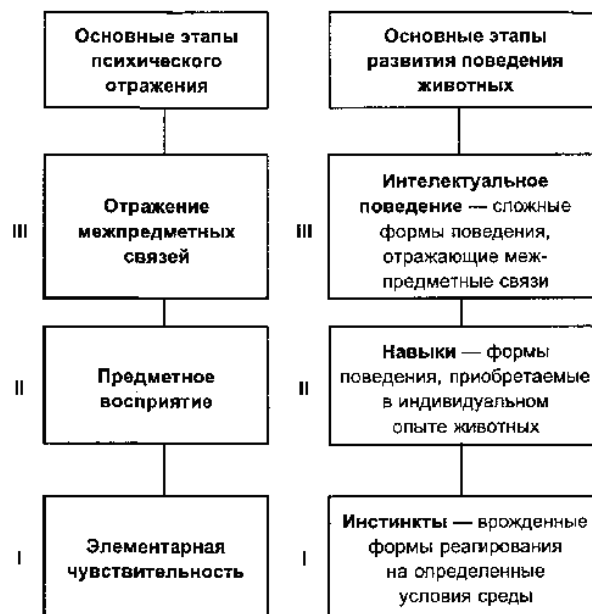 Основные этапы
психического
отражения
Основные этапы
развития поведения
животных
III
Отражение
межпредметных
связей
III
Интелектуальное
поведение — сложные
формы поведения,
отражающие меж-
предметные связи
II
Предметное
восприятие
II
Навыки — формы
поведения, приобретаемые
в индивидуальном
опыте животных
I
Элементарная
чувствительность
I
Инстинкты — врожденные
формы реагирования
на определенные
условия среды